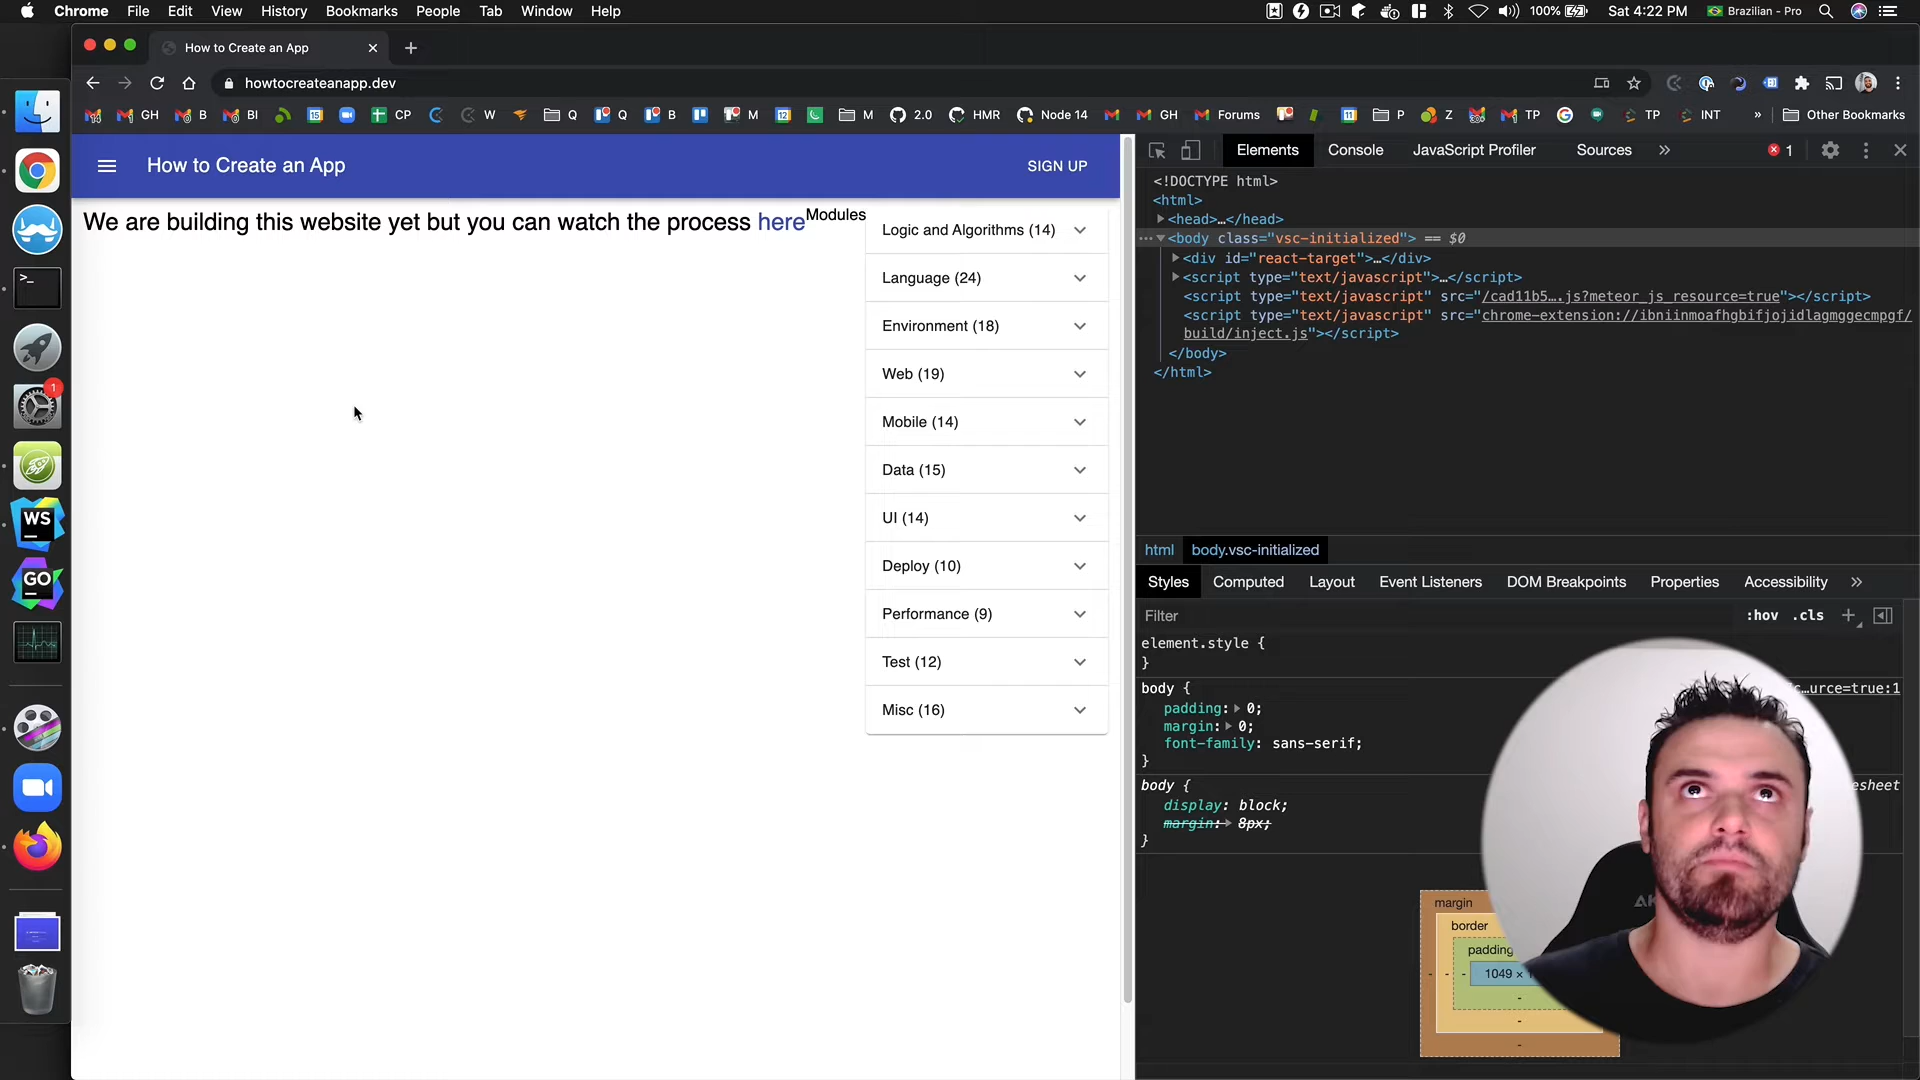 Chrome File Edit View History Bookmarks People Tab Window Help
100% Sat 4:22 PM Brazilian - Pro
How to Create an App
howtocreateanapp.dev
GH B BI 15 CP W Q Q B M 12 M 2.0 HMR Node 14 GH Forums 11 P Z TP TP INT » Other Bookmarks
How to Create an App
SIGN UP
We are building this website yet but you can watch the process here
Modules
Logic and Algorithms (14)
Language (24)
Environment (18)
Web (19)
Mobile (14)
Data (15)
UI (14)
Deploy (10)
Performance (9)
Test (12)
Misc (16)
1
WS
GO
Elements Console JavaScript Profiler Sources » 1
<!DOCTYPE html>
<html>
<head>…</head>
<body class="vsc-initialized"> == $0
<div id="react-target">…</div>
<script type="text/javascript">…</script>
<script type="text/javascript" src="/cad11b5….js?meteor_js_resource=true"></script>
<script type="text/javascript" src="chrome-extension://ibniinmoafhgbifjojidlagmggecmpgf/
build/inject.js"></script>
</body>
</html>
html body.vsc-initialized
Styles Computed Layout Event Listeners DOM Breakpoints Properties Accessibility »
Filter :hov .cls +
element.style {
}
body { c…urce=true:1
padding: 0;
margin: 0;
font-family: sans-serif;
}
body { esheet
display: block;
margin: 8px;
}
margin
border
padding
1049 ×
AK